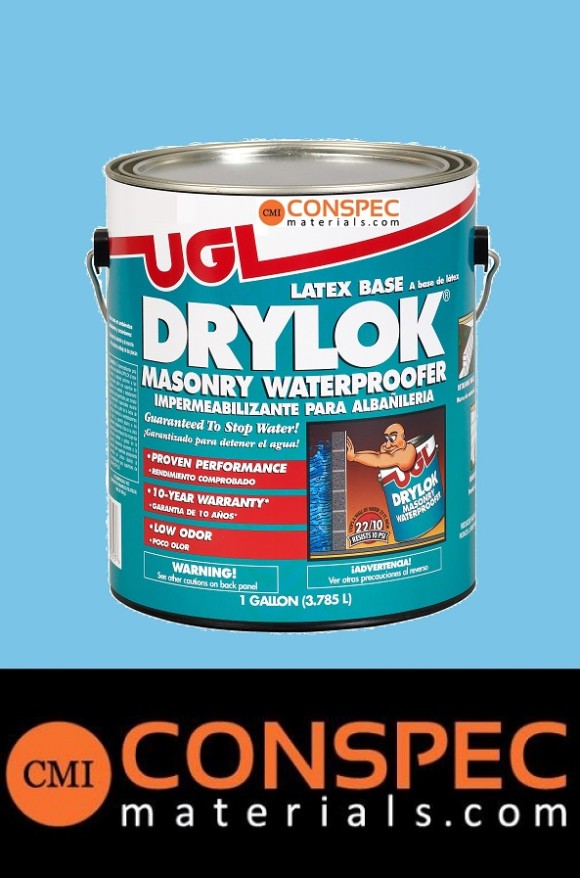 CMI CONSPEC
materials.com
UGL
LATEX BASE A base de látex
DRYLOK®
MASONRY WATERPROOFER
IMPERMEABILIZANTE PARA ALBAÑILERIA
Guaranteed To Stop Water!
¡Garantizado para detener el agua!
•PROVEN PERFORMANCE
•RENDIMIENTO COMPROBADO
•10-YEAR WARRANTY*
•GARANTIA DE 10 AÑOS*
•LOW ODOR
•POCO OLOR
UGL
DRYLOK
MASONRY
WATERPROOFER
22/10
RESISTS 10 PSI
WARNING!
See other cautions on back panel
¡ADVERTENCIA!
Ver otras precauciones al reverso
1 GALLON (3.785 L)
CMI CONSPEC
materials.com